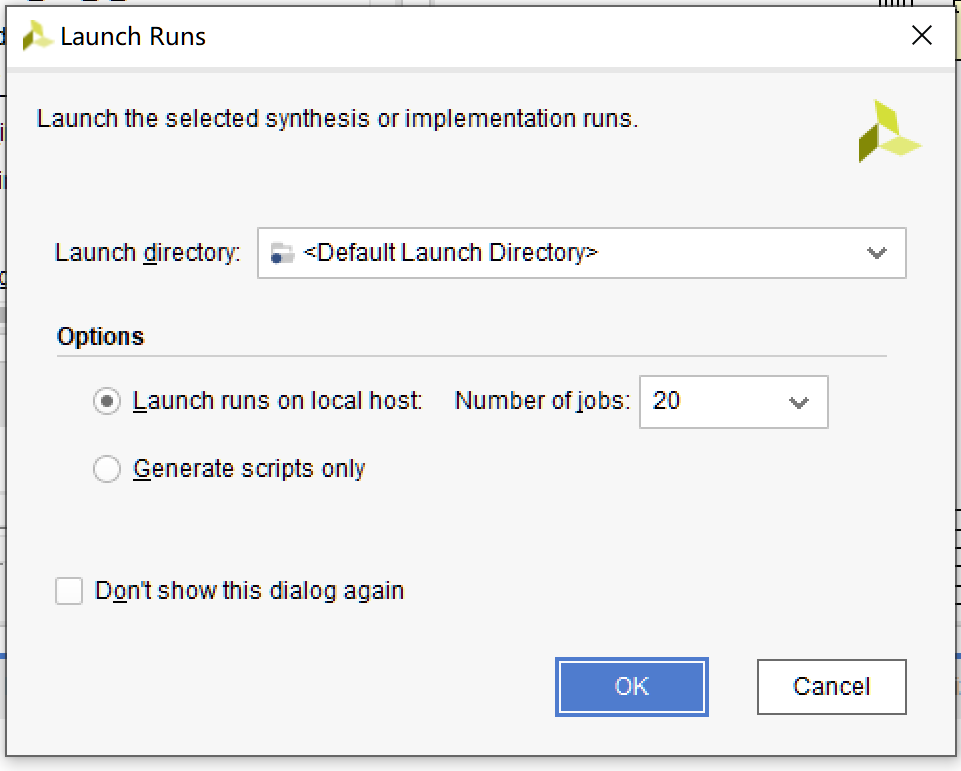 Launch Runs
Launch the selected synthesis or implementation runs.
Launch directory: <Default Launch Directory>
Options
Launch runs on local host: Number of jobs: 20
Generate scripts only
Don't show this dialog again
OK Cancel